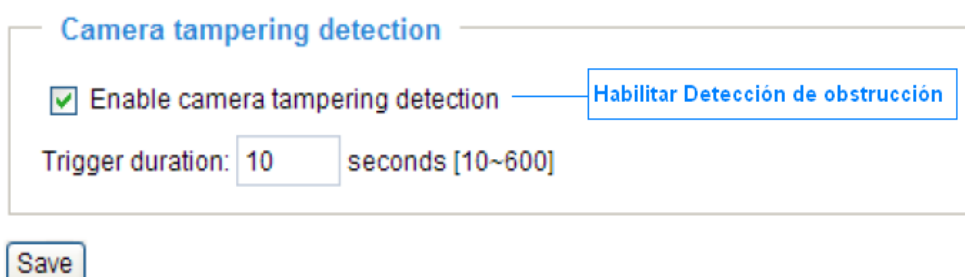 Camera tampering detection
Enable camera tampering detection
Habilitar Detección de obstrucción
Trigger duration: 10 seconds [10~600]
Save